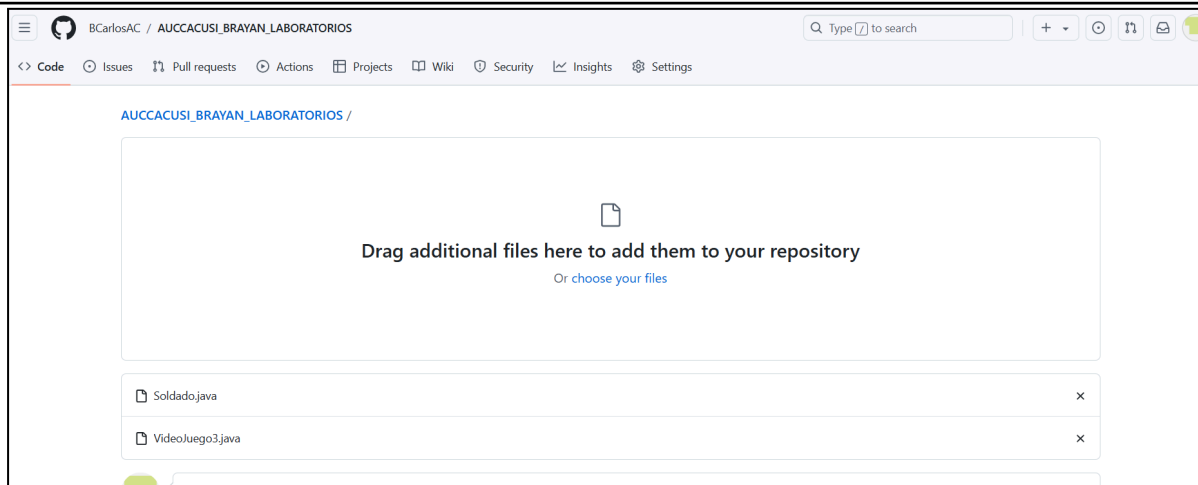 BCarlosAC / AUCCACUSI_BRAYAN_LABORATORIOS
Type / to search
Code Issues Pull requests Actions Projects Wiki Security Insights Settings
AUCCACUSI_BRAYAN_LABORATORIOS /
Drag additional files here to add them to your repository
Or choose your files
Soldado.java
VideoJuego3.java